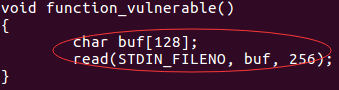 void function_vulnerable()
{
char buf[128];
read(STDIN_FILENO, buf, 256);
}